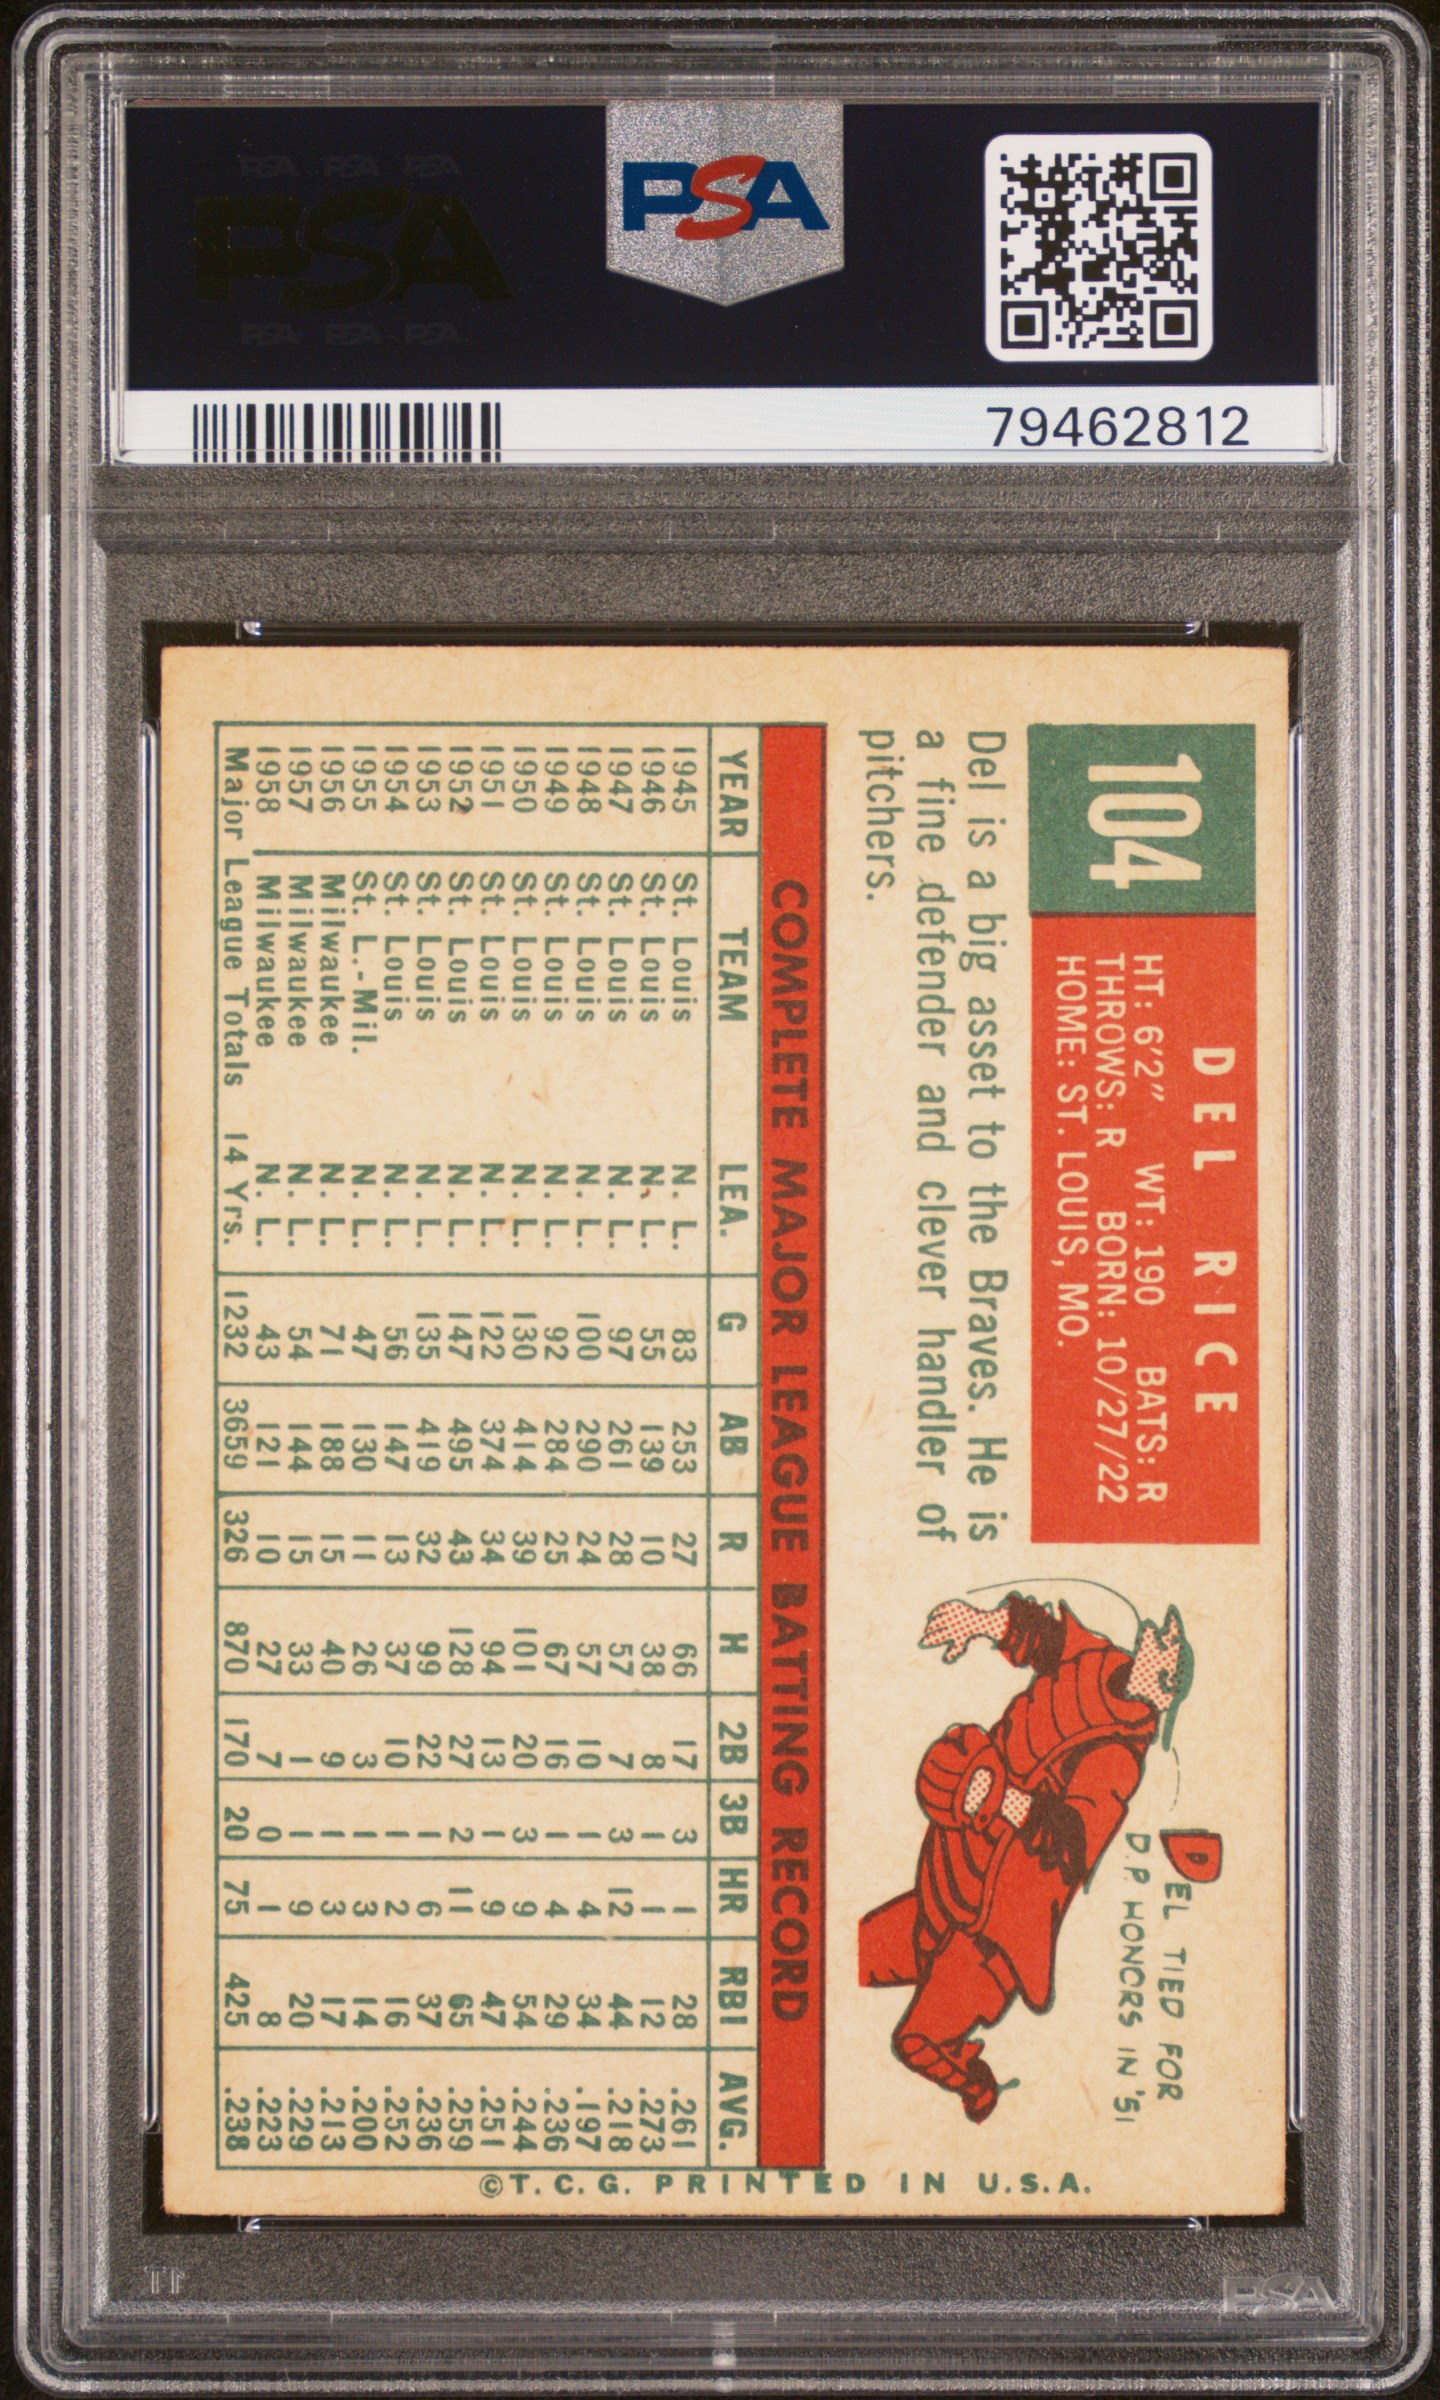 PSA PSA PSA
PSA
PSA PSA PSA
PSA
79462812
104
DEL RICE
HT: 6'2" WT: 190 BATS: R
THROWS: R BORN: 10/27/22
HOME: ST. LOUIS, MO.
Del is a big asset to the Braves. He is
a fine defender and clever handler of
pitchers.
DEL TIED FOR
D.P. HONORS IN '51
COMPLETE MAJOR LEAGUE BATTING RECORD
YEAR TEAM LEA. G AB R H 2B 3B HR RBI AVG.
1945 St. Louis N. L. 83 253 27 66 17 3 1 28 .261
1946 St. Louis N. L. 55 139 10 38 8 1 1 12 .273
1947 St. Louis N. L. 97 261 28 57 7 3 12 44 .218
1948 St. Louis N. L. 100 290 24 57 10 1 4 34 .197
1949 St. Louis N. L. 92 284 25 67 16 1 4 29 .236
1950 St. Louis N. L. 130 414 39 101 20 3 9 54 .244
1951 St. Louis N. L. 122 374 34 94 13 1 9 47 .251
1952 St. Louis N. L. 147 495 43 128 27 2 11 65 .259
1953 St. Louis N. L. 135 419 32 99 22 1 6 37 .236
1954 St. Louis N. L. 56 147 13 37 10 1 2 16 .252
1955 St. L.-Mil. N. L. 47 130 11 26 3 1 3 14 .200
1956 Milwaukee N. L. 71 188 15 40 9 1 3 17 .213
1957 Milwaukee N. L. 54 144 15 33 1 1 9 20 .229
1958 Milwaukee N. L. 43 121 10 27 7 0 1 8 .223
Major League Totals 14 Yrs. 1232 3659 326 870 170 20 75 425 .238
©T. C. G. PRINTED IN U.S.A.
PSA